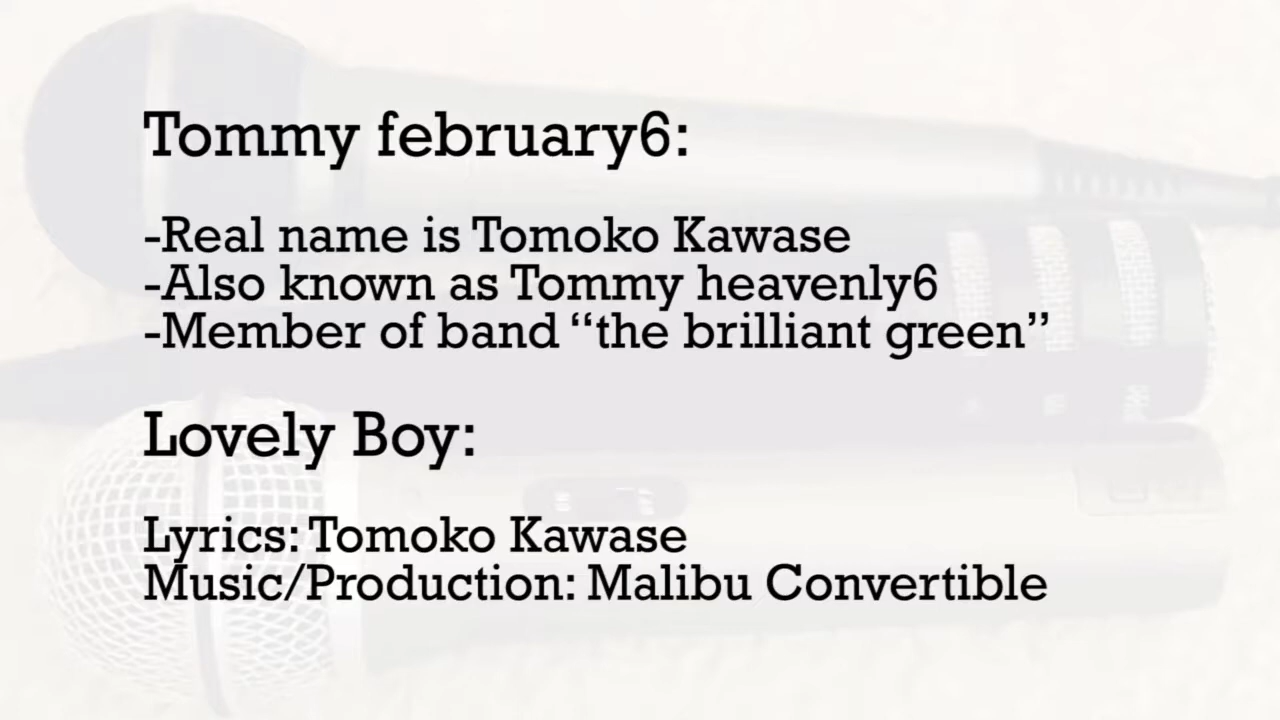 Tommy february6:
-Real name is Tomoko Kawase
-Also known as Tommy heavenly6
-Member of band “the brilliant green”
Lovely Boy:
Lyrics: Tomoko Kawase
Music/Production: Malibu Convertible